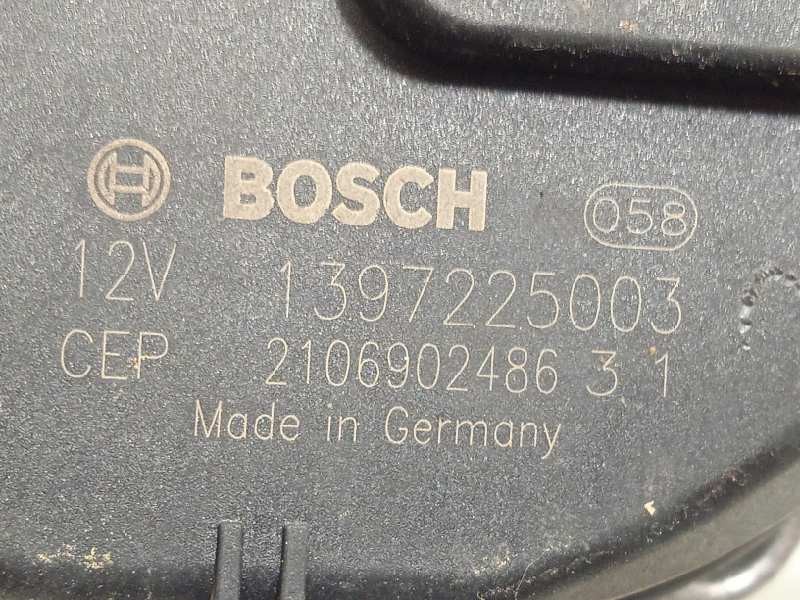 BOSCH 058
12V 1397225003
CEP 2106902486 3 1
Made in Germany